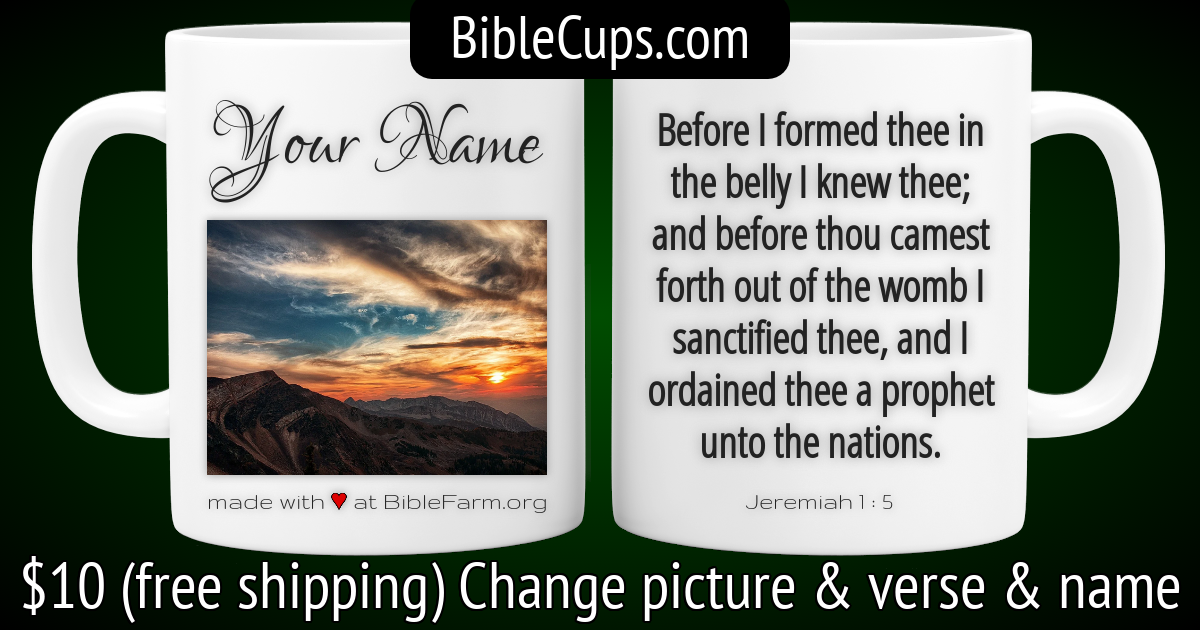 BibleCups.com
Your Name
made with ♥ at BibleFarm.org
Before I formed thee in
the belly I knew thee;
and before thou camest
forth out of the womb I
sanctified thee, and I
ordained thee a prophet
unto the nations.
Jeremiah 1 : 5
$10 (free shipping) Change picture & verse & name